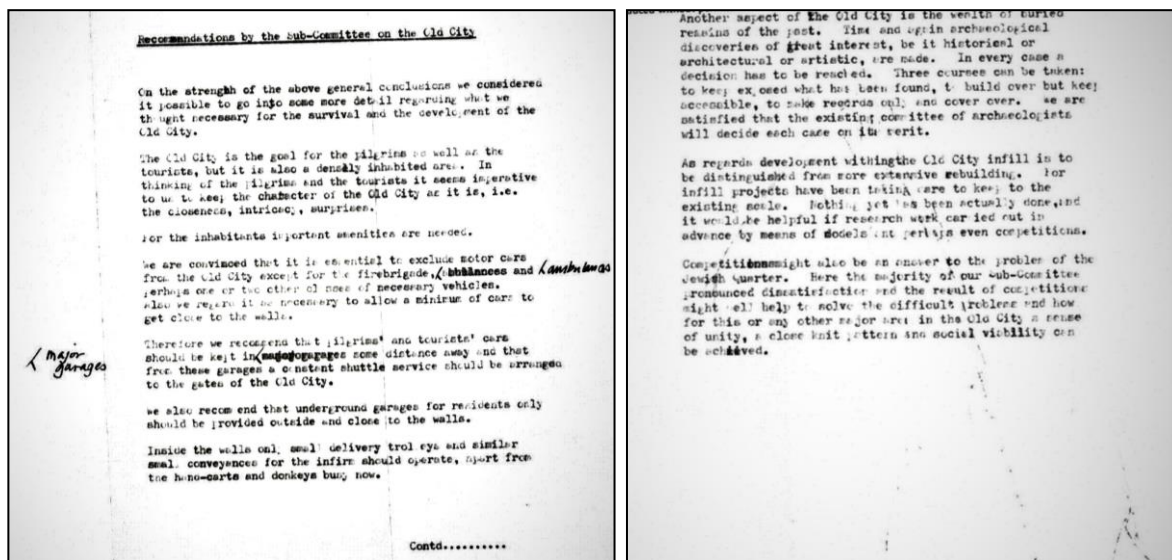 Recommendations by the Sub-Committee on the Old City
On the strength of the above general conclusions we considered
it possible to go into some more detail regarding what we
thought necessary for the survival and the development of the
Old City.
The Old City is the goal for the pilgrims as well as the
tourists, but it is also a densely inhabited area. In
thinking of the pilgrims and the tourists it seems imperative
to us to keep the character of the Old City as it is, i.e.
the closeness, intricacy, surprises.
For the inhabitants important amenities are needed.
We are convinced that it is essential to exclude motor cars
from the Old City except for the firebrigade, ambulances and
perhaps one or two other of necessary vehicles.
Also we regard it as necessary to allow a minimum of cars to
get close to the walls.
Therefore we recommend that pilgrims' and tourists' cars
should be kept in major garages some distance away and that
from these garages a constant shuttle service should be arranged
to the gates of the Old City.
We also recom end that underground garages for residents only
should be provided outside and close to the walls.
Inside the walls only small delivery trol eys and similar
small conveyances for the infirm should operate, apart from
the hand-carts and donkeys busy now.
Contd..........
Another aspect of the Old City is the wealth of buried
remains of the past. Time and again archaeological
discoveries of great interest, be it historical or
architectural or artistic, are made. In every case a
decision has to be reached. Three courses can be taken:
to keep exposed what has been found, to build over but keep
accessible, to make records only and cover over. We are
satisfied that the existing committee of archaeologists
will decide each case on its merit.
As regards development withingthe Old City infill is to
be distinguished from more extensive rebuilding. For
infill projects have been taking care to keep to the
existing scale. Nothing yet has been actually done, and
it would be helpful if research work car ied out in
advance by means of models and perhaps even competitions.
Competitions might also be an answer to the problem of the
Jewish Quarter. Here the majority of our Sub-Committee
pronounced dissatisfaction and the result of competitions
might well help to solve the difficult problem and how
for this or any other major area in the Old City a sense
of unity, a close knit pattern and social viability can
be achieved.